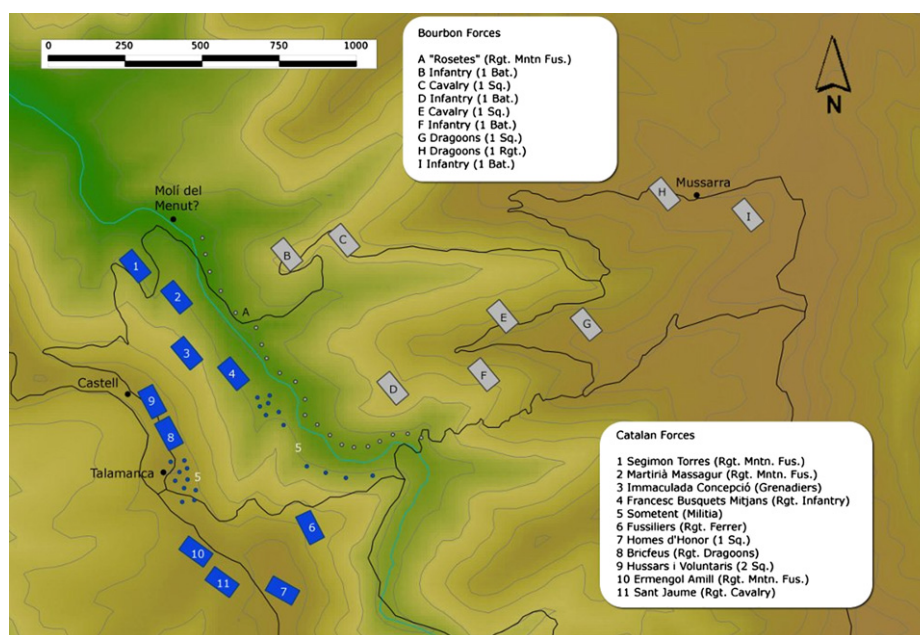 0 250 500 750 1000
Bourbon Forces
A "Rosetes" (Rgt. Mntn Fus.)
B Infantry (1 Bat.)
C Cavalry (1 Sq.)
D Infantry (1 Bat.)
E Cavalry (1 Sq.)
F Infantry (1 Bat.)
G Dragoons (1 Sq.)
H Dragoons (1 Rgt.)
I Infantry (1 Bat.)
N
Molí del
Menut?
Mussarra
H
I
C
B
1
2
A
E
G
3
4
F
D
Castell
9
8
5
Talamanca
5
6
10
11
7
Catalan Forces
1 Segimon Torres (Rgt. Mntn. Fus.)
2 Martirià Massagur (Rgt. Mntn. Fus.)
3 Immaculada Concepció (Grenadiers)
4 Francesc Busquets Mitjans (Rgt. Infantry)
5 Sometent (Militia)
6 Fussiliers (Rgt. Ferrer)
7 Homes d'Honor (1 Sq.)
8 Bricfeus (Rgt. Dragoons)
9 Hussars i Voluntaris (2 Sq.)
10 Ermengol Amill (Rgt. Mntn. Fus.)
11 Sant Jaume (Rgt. Cavalry)